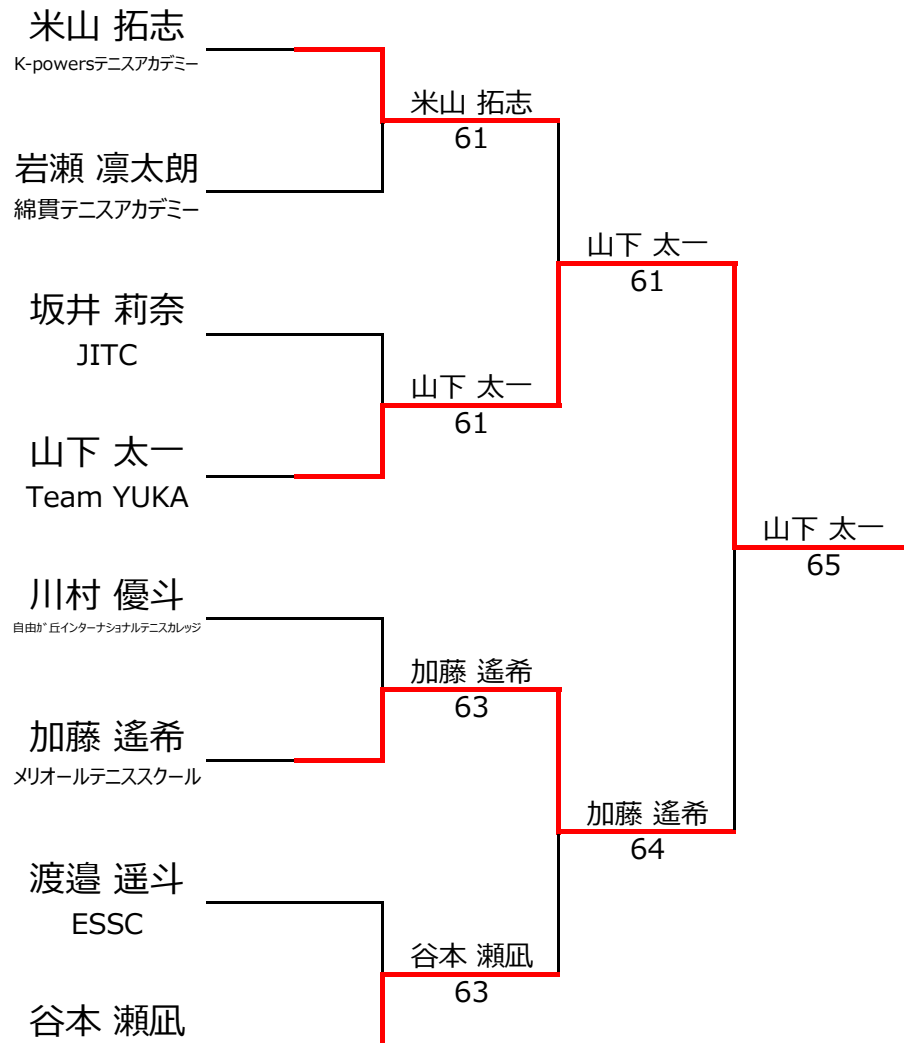 米山 拓志
K-powersテニスアカデミー
米山 拓志
61
岩瀬 凛太朗
綿貫テニスアカデミー
山下 太一
61
坂井 莉奈
JITC
山下 太一
61
山下 太一
Team YUKA
山下 太一
65
川村 優斗
自由が丘インターナショナルテニスカレッジ
加藤 遙希
63
加藤 遙希
メリオールテニススクール
加藤 遙希
64
渡邉 遥斗
ESSC
谷本 瀬凪
63
谷本 瀬凪